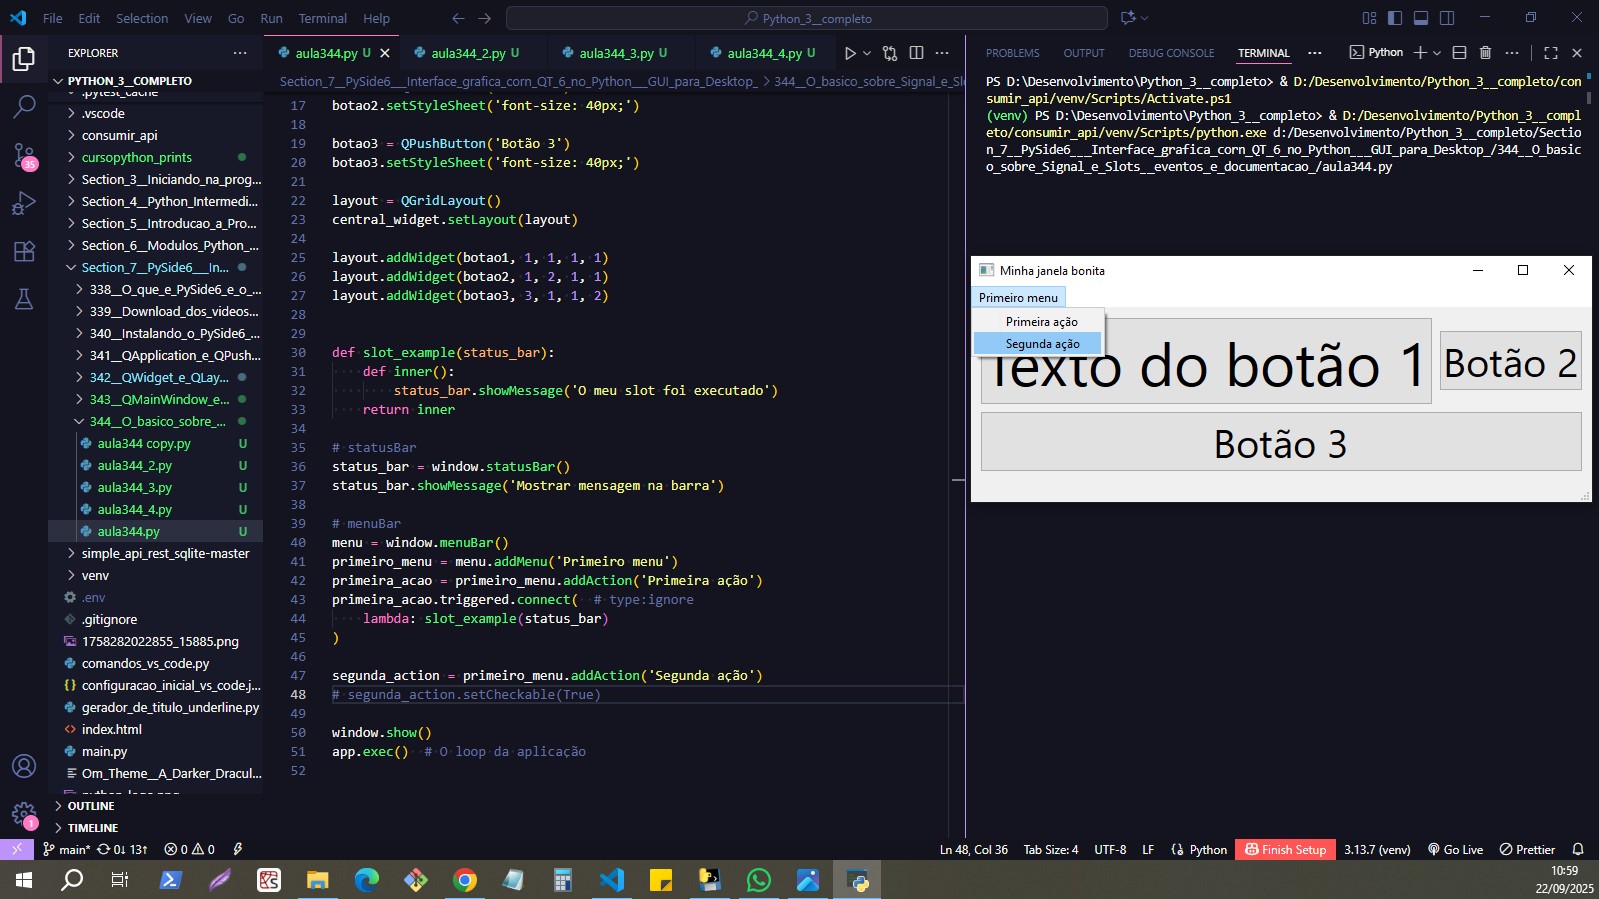 File Edit Selection View Go Run Terminal Help
Python_3__completo
EXPLORER
PYTHON_3__COMPLETO
.pytest_cache
.vscode
consumir_api
cursopython_prints
Section_3__Iniciando_na_prog...
Section_4__Python_Intermedi...
Section_5__Introducao_a_Pro...
Section_6__Modulos_Python_...
Section_7__PySide6___In...
338__O_que_e_PySide6_e_o_...
339__Download_dos_videos...
340__Instalando_o_PySide6_...
341__QApplication_e_QPush...
342__QWidget_e_QLay...
343__QMainWindow_e...
344__O_basico_sobre_...
aula344 copy.py U
aula344_2.py U
aula344_3.py U
aula344_4.py U
aula344.py U
simple_api_rest_sqlite-master
venv
.env
.gitignore
1758282022855_15885.png
comandos_vs_code.py
configuracao_inicial_vs_code.j...
gerador_de_titulo_underline.py
index.html
main.py
Om_Theme__A_Darker_Dracul...
OUTLINE
TIMELINE
35
1
aula344.py U aula344_2.py U aula344_3.py U aula344_4.py U
Section_7__PySide6___Interface_grafica_corn_QT_6_no_Python___GUI_para_Desktop_ > 344__O_basico_sobre_Signal_e_Sl
17 botao2.setStyleSheet('font-size: 40px;')
18
19 botao3 = QPushButton('Botão 3')
20 botao3.setStyleSheet('font-size: 40px;')
21
22 layout = QGridLayout()
23 central_widget.setLayout(layout)
24
25 layout.addWidget(botao1, 1, 1, 1, 1)
26 layout.addWidget(botao2, 1, 2, 1, 1)
27 layout.addWidget(botao3, 3, 1, 1, 2)
28
29
30 def slot_example(status_bar):
31 def inner():
32 status_bar.showMessage('O meu slot foi executado')
33 return inner
34
35 # statusBar
36 status_bar = window.statusBar()
37 status_bar.showMessage('Mostrar mensagem na barra')
38
39 # menuBar
40 menu = window.menuBar()
41 primeiro_menu = menu.addMenu('Primeiro menu')
42 primeira_acao = primeiro_menu.addAction('Primeira ação')
43 primeira_acao.triggered.connect(  # type:ignore
44 lambda: slot_example(status_bar)
45 )
46
47 segunda_action = primeiro_menu.addAction('Segunda ação')
48 # segunda_action.setCheckable(True)
49
50 window.show()
51 app.exec()  # O loop da aplicação
52
PROBLEMS OUTPUT DEBUG CONSOLE TERMINAL ... Python
PS D:\Desenvolvimento\Python_3__completo> & D:/Desenvolvimento/Python_3__completo/con
sumir_api/venv/Scripts/Activate.ps1
(venv) PS D:\Desenvolvimento\Python_3__completo> & D:/Desenvolvimento/Python_3__compl
eto/consumir_api/venv/Scripts/python.exe d:/Desenvolvimento/Python_3__completo/Sectio
n_7__PySide6___Interface_grafica_corn_QT_6_no_Python___GUI_para_Desktop_/344__O_basic
o_sobre_Signal_e_Slots__eventos_e_documentacao_/aula344.py
Minha janela bonita
Primeiro menu
Primeira ação
Segunda ação
Texto do botão 1
Botão 2
Botão 3
main* 0↓ 13↑ 0 0
Ln 48, Col 36 Tab Size: 4 UTF-8 LF Python Finish Setup 3.13.7 (venv) Go Live Prettier
10:59
22/09/2025